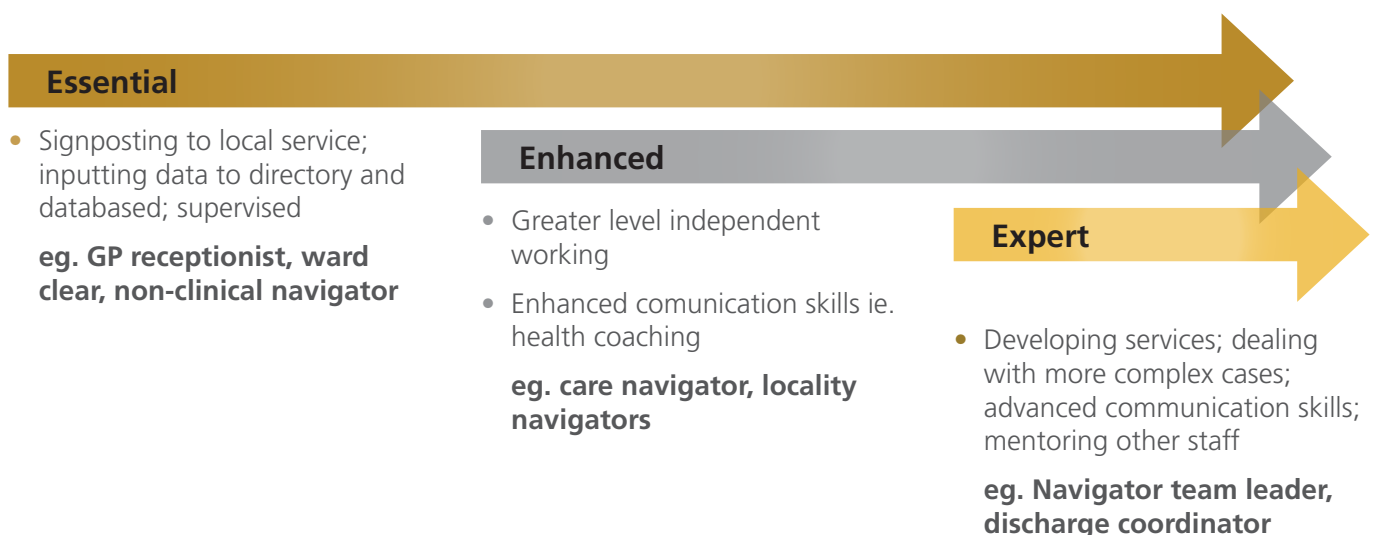 Essential
• Signposting to local service;
inputting data to directory and
databased; supervised
eg. GP receptionist, ward
clear, non-clinical navigator
Enhanced
• Greater level independent
working
• Enhanced comunication skills ie.
health coaching
eg. care navigator, locality
navigators
Expert
• Developing services; dealing
with more complex cases;
advanced communication skills;
mentoring other staff
eg. Navigator team leader,
discharge coordinator